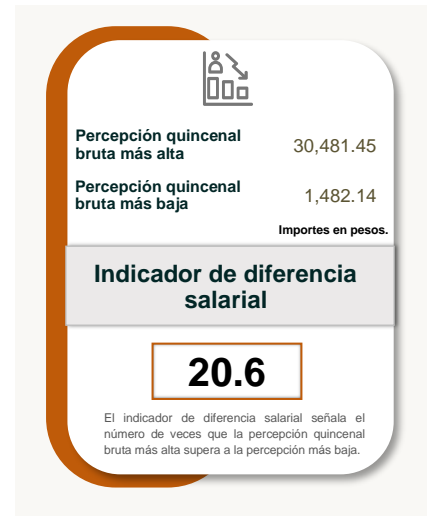 Percepción quincenal
bruta más alta
30,481.45
Percepción quincenal
bruta más baja
1,482.14
Importes en pesos.
Indicador de diferencia
salarial
20.6
El indicador de diferencia salarial señala el
número de veces que la percepción quincenal
bruta más alta supera a la percepción más baja.